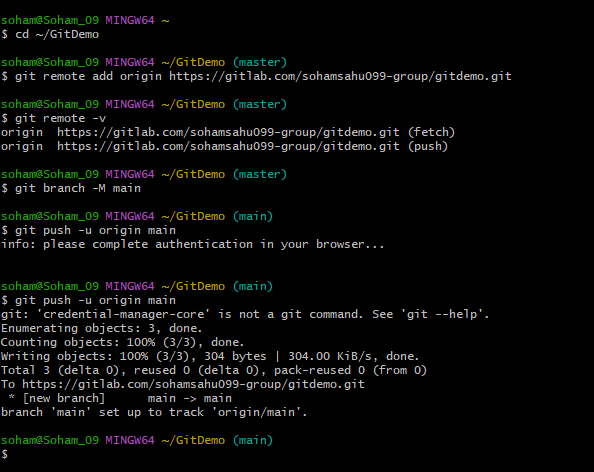 soham@Soham_09 MINGW64 ~
$ cd ~/GitDemo
soham@Soham_09 MINGW64 ~/GitDemo (master)
$ git remote add origin https://gitlab.com/sohamsahu099-group/gitdemo.git
soham@Soham_09 MINGW64 ~/GitDemo (master)
$ git remote -v
origin  https://gitlab.com/sohamsahu099-group/gitdemo.git (fetch)
origin  https://gitlab.com/sohamsahu099-group/gitdemo.git (push)
soham@Soham_09 MINGW64 ~/GitDemo (master)
$ git branch -M main
soham@Soham_09 MINGW64 ~/GitDemo (main)
$ git push -u origin main
info: please complete authentication in your browser...
soham@Soham_09 MINGW64 ~/GitDemo (main)
$ git push -u origin main
git: 'credential-manager-core' is not a git command. See 'git --help'.
Enumerating objects: 3, done.
Counting objects: 100% (3/3), done.
Writing objects: 100% (3/3), 304 bytes | 304.00 KiB/s, done.
Total 3 (delta 0), reused 0 (delta 0), pack-reused 0 (from 0)
To https://gitlab.com/sohamsahu099-group/gitdemo.git
 * [new branch]      main -> main
branch 'main' set up to track 'origin/main'.
soham@Soham_09 MINGW64 ~/GitDemo (main)
$